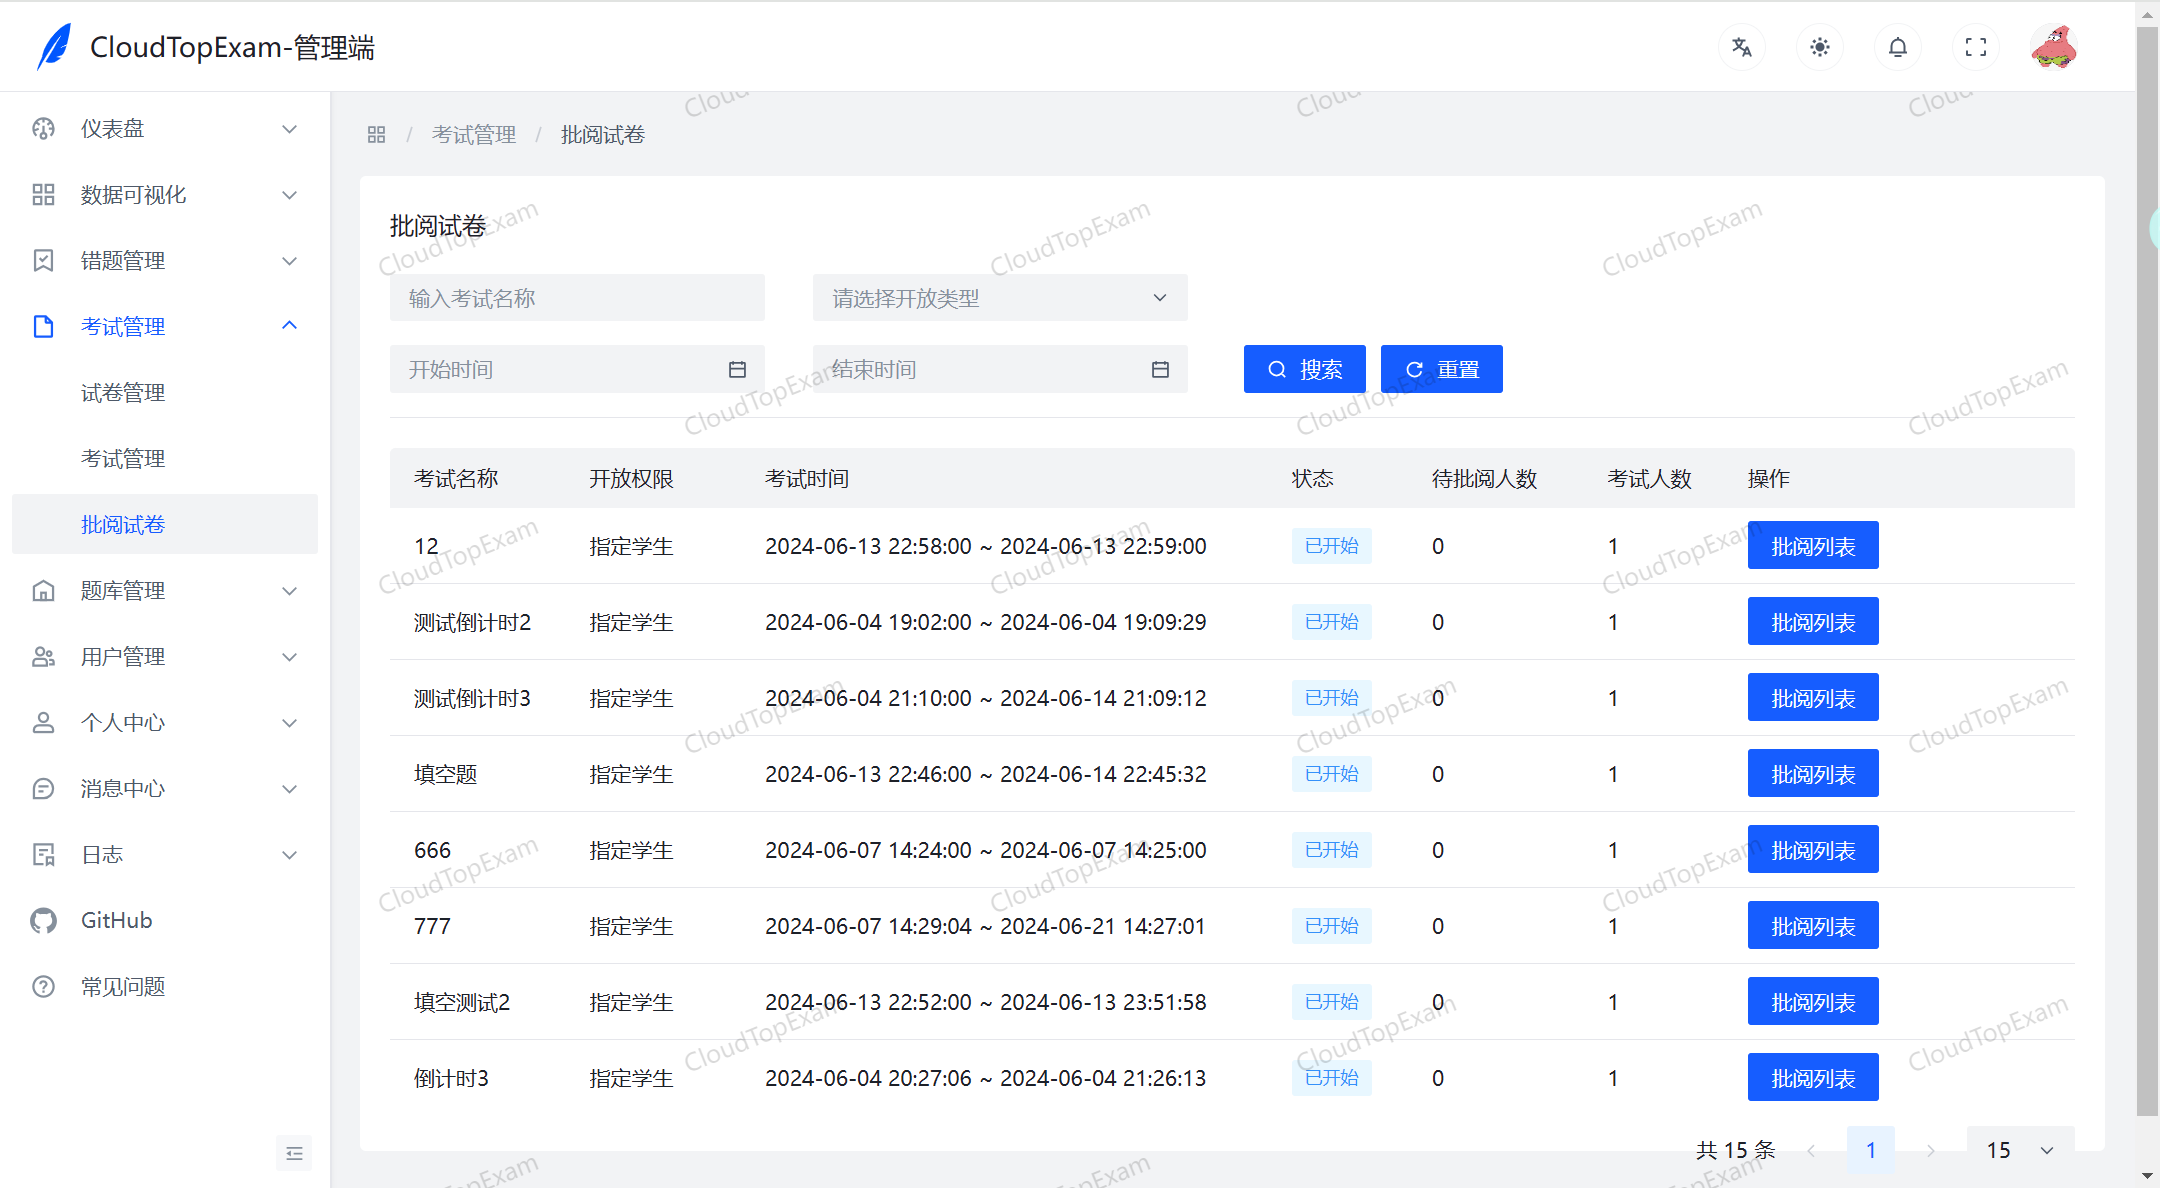 CloudTopExam-管理端
仪表盘
数据可视化
错题管理
考试管理
试卷管理
考试管理
批阅试卷
题库管理
用户管理
个人中心
消息中心
日志
GitHub
常见问题
/ 考试管理 / 批阅试卷
批阅试卷
输入考试名称 请选择开放类型
开始时间 结束时间 搜索 重置
考试名称 开放权限 考试时间 状态 待批阅人数 考试人数 操作
12 指定学生 2024-06-13 22:58:00 ~ 2024-06-13 22:59:00 已开始 0 1 批阅列表
测试倒计时2 指定学生 2024-06-04 19:02:00 ~ 2024-06-04 19:09:29 已开始 0 1 批阅列表
测试倒计时3 指定学生 2024-06-04 21:10:00 ~ 2024-06-14 21:09:12 已开始 0 1 批阅列表
填空题 指定学生 2024-06-13 22:46:00 ~ 2024-06-14 22:45:32 已开始 0 1 批阅列表
666 指定学生 2024-06-07 14:24:00 ~ 2024-06-07 14:25:00 已开始 0 1 批阅列表
777 指定学生 2024-06-07 14:29:04 ~ 2024-06-21 14:27:01 已开始 0 1 批阅列表
填空测试2 指定学生 2024-06-13 22:52:00 ~ 2024-06-13 23:51:58 已开始 0 1 批阅列表
倒计时3 指定学生 2024-06-04 20:27:06 ~ 2024-06-04 21:26:13 已开始 0 1 批阅列表
共 15 条 1 15
CloudTopExam